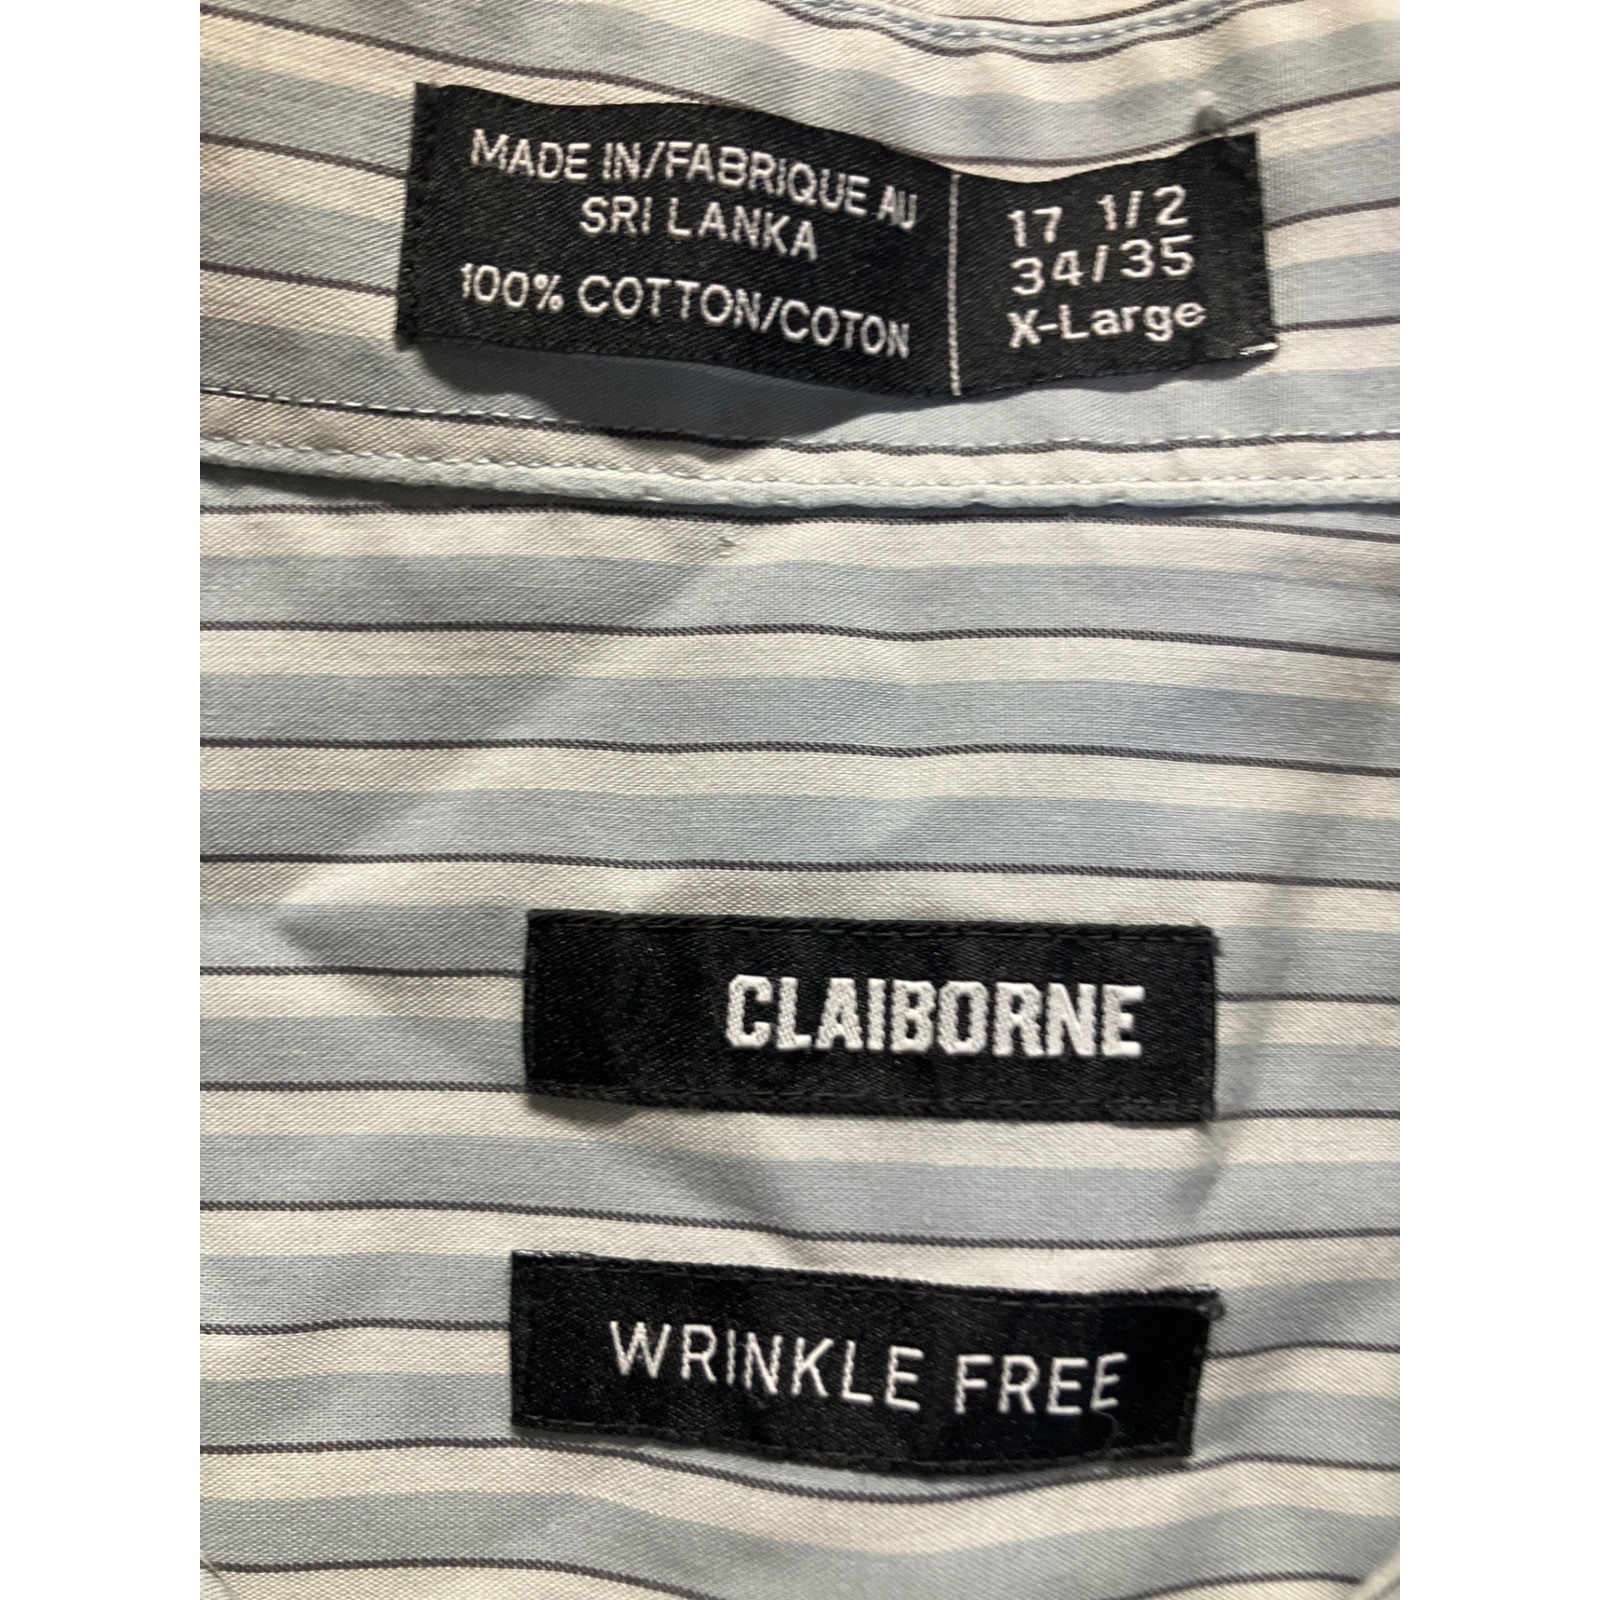 MADE IN/FABRIQUE AU
SRI LANKA
100% COTTON/COTON
17 1/2
34/35
X-Large
CLAIBORNE
WRINKLE FREE